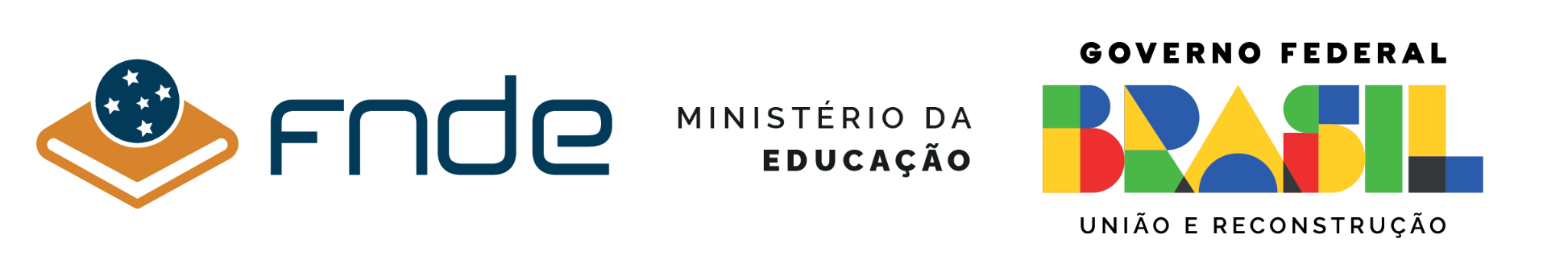 fnde
MINISTÉRIO DA
EDUCAÇÃO
GOVERNO FEDERAL
BRASIL
UNIÃO E RECONSTRUÇÃO